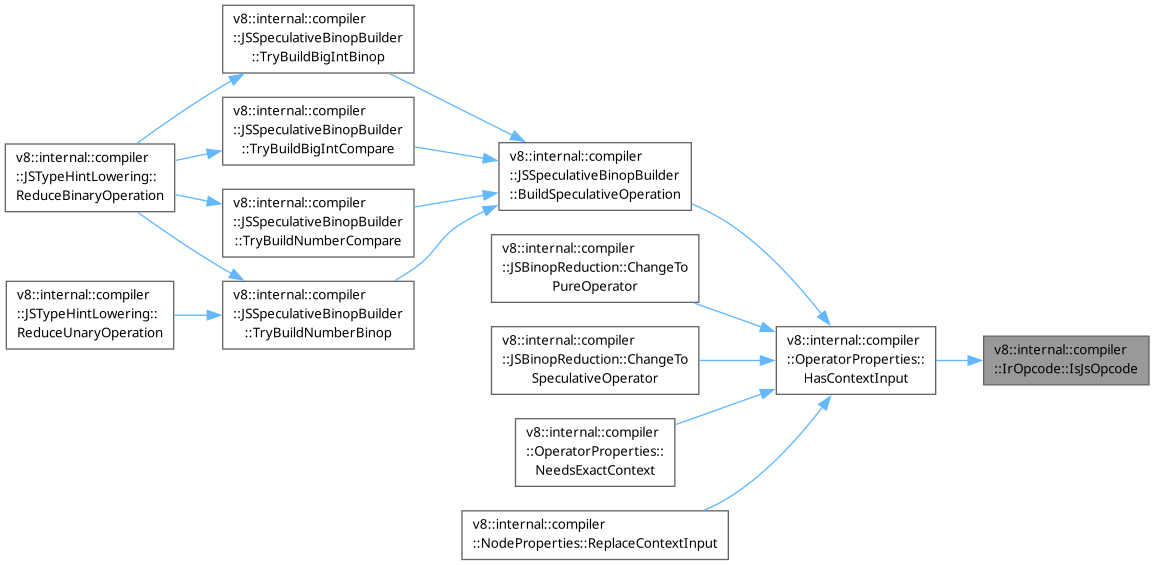 v8::internal::compiler
::JSSpeculativeBinopBuilder
::TryBuildBigIntBinop
v8::internal::compiler
::JSSpeculativeBinopBuilder
::TryBuildBigIntCompare
v8::internal::compiler
::JSTypeHintLowering::
ReduceBinaryOperation
v8::internal::compiler
::JSSpeculativeBinopBuilder
::BuildSpeculativeOperation
v8::internal::compiler
::JSSpeculativeBinopBuilder
::TryBuildNumberCompare
v8::internal::compiler
::JSBinopReduction::ChangeTo
PureOperator
v8::internal::compiler
::JSTypeHintLowering::
ReduceUnaryOperation
v8::internal::compiler
::JSSpeculativeBinopBuilder
::TryBuildNumberBinop
v8::internal::compiler
::JSBinopReduction::ChangeTo
SpeculativeOperator
v8::internal::compiler
::OperatorProperties::
HasContextInput
v8::internal::compiler
::IrOpcode::IsJsOpcode
v8::internal::compiler
::OperatorProperties::
NeedsExactContext
v8::internal::compiler
::NodeProperties::ReplaceContextInput